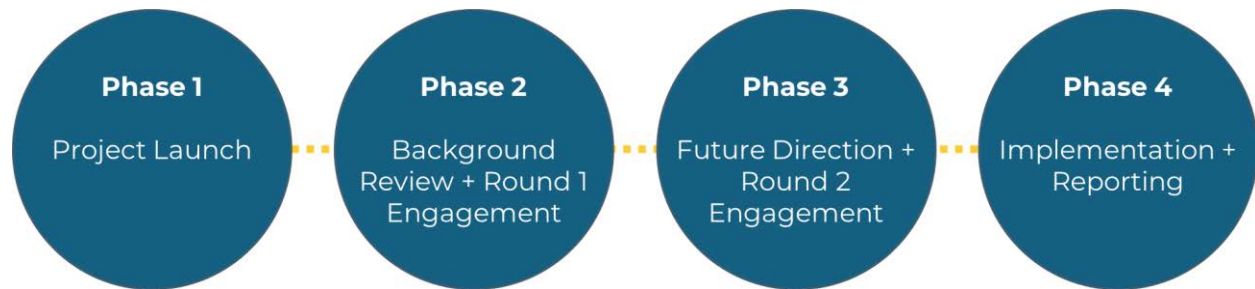 Phase 1
Project Launch
Phase 2
Background
Review + Round 1
Engagement
Phase 3
Future Direction +
Round 2
Engagement
Phase 4
Implementation +
Reporting